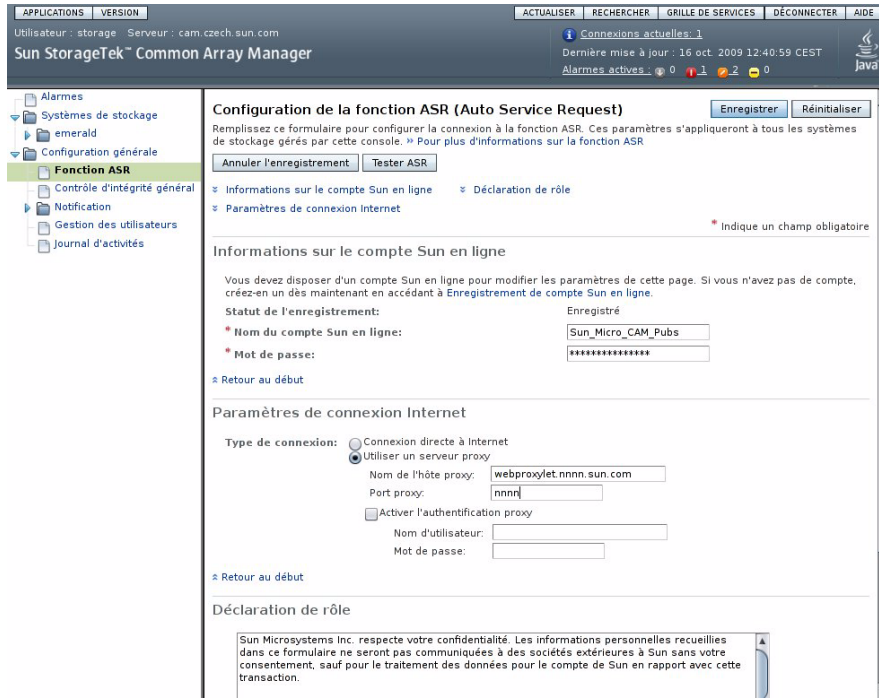 APPLICATIONS VERSION ACTUALISER RECHERCHER GRILLE DE SERVICES DÉCONNECTER AIDE
Utilisateur : storage Serveur : cam.czech.sun.com
Sun StorageTek™ Common Array Manager
Connexions actuelles: 1
Dernière mise à jour : 16 oct. 2009 12:40:59 CEST
Alarmes actives : 0 1 2 0
Java
Alarmes
Systèmes de stockage
emerald
Configuration générale
Fonction ASR
Contrôle d'intégrité général
Notification
Gestion des utilisateurs
Journal d'activités
Configuration de la fonction ASR (Auto Service Request)
Enregistrer Réinitialiser
Remplissez ce formulaire pour configurer la connexion à la fonction ASR. Ces paramètres s'appliqueront à tous les systèmes
de stockage gérés par cette console. » Pour plus d'informations sur la fonction ASR
Annuler l'enregistrement Tester ASR
Informations sur le compte Sun en ligne Déclaration de rôle
Paramètres de connexion Internet
* Indique un champ obligatoire
Informations sur le compte Sun en ligne
Vous devez disposer d'un compte Sun en ligne pour modifier les paramètres de cette page. Si vous n'avez pas de compte,
créez-en un dès maintenant en accédant à Enregistrement de compte Sun en ligne.
Statut de l'enregistrement: Enregistré
* Nom du compte Sun en ligne: Sun_Micro_CAM_Pubs
* Mot de passe: ***************
Retour au début
Paramètres de connexion Internet
Type de connexion: Connexion directe à Internet
Utiliser un serveur proxy
Nom de l'hôte proxy: webproxylet.nnnn.sun.com
Port proxy: nnnn
Activer l'authentification proxy
Nom d'utilisateur:
Mot de passe:
Retour au début
Déclaration de rôle
Sun Microsystems Inc. respecte votre confidentialité. Les informations personnelles recueillies
dans ce formulaire ne seront pas communiquées à des sociétés extérieures à Sun sans votre
consentement, sauf pour le traitement des données pour le compte de Sun en rapport avec cette
transaction.